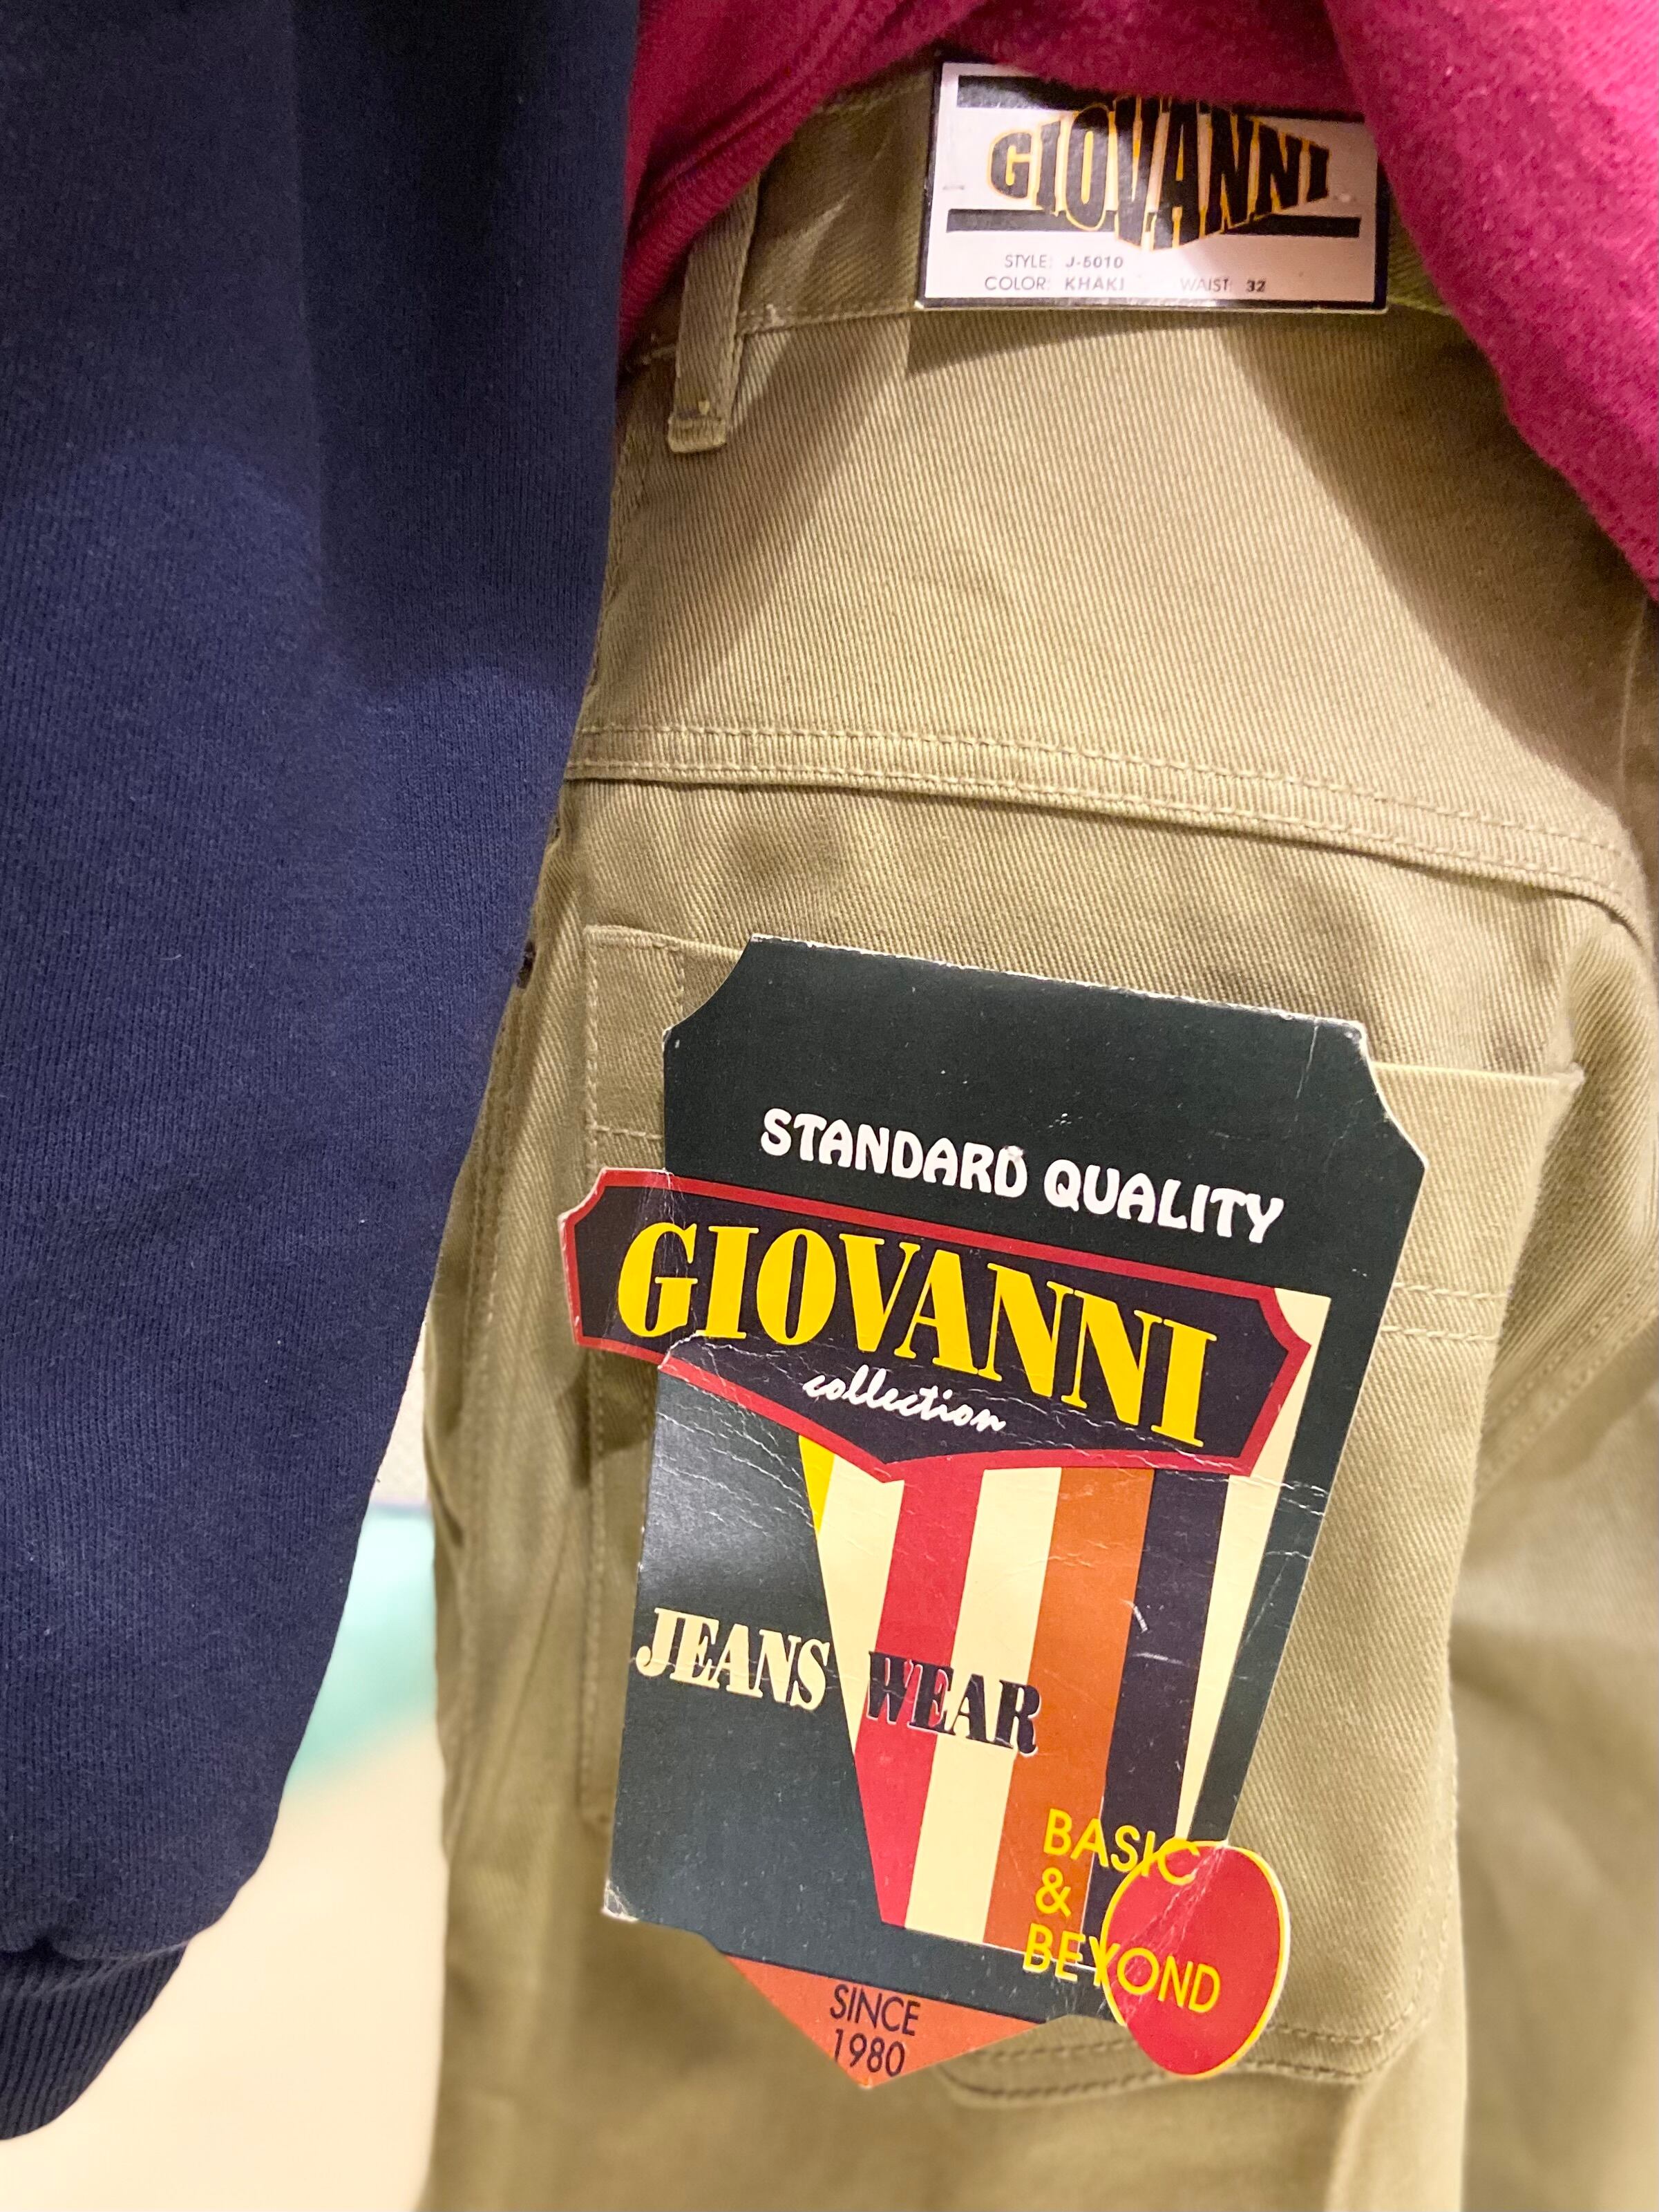 GIOVANNI
STYLE: J-5010
COLOR: KHAKI WAIST: 32
STANDARD QUALITY
GIOVANNI
collection
JEANS WEAR
BASIC
&
BEYOND
SINCE
1980